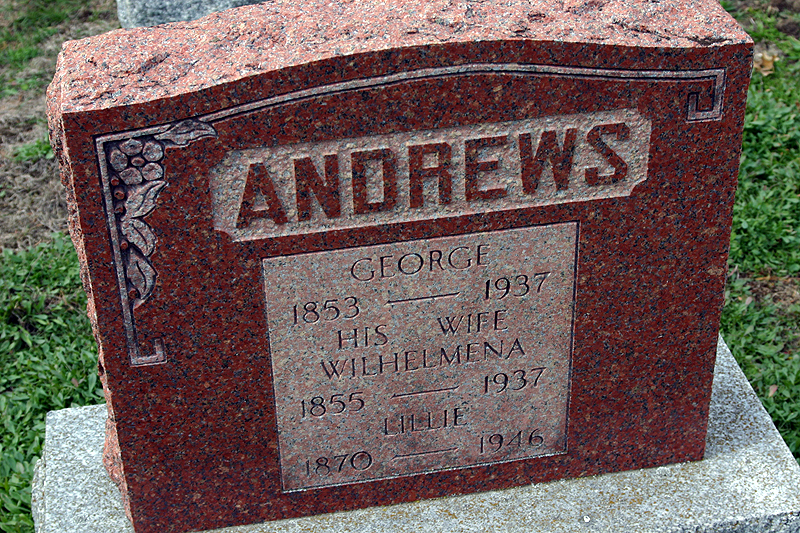 ANDREWS
GEORGE
1853 — 1937
HIS WIFE
WILHELMENA
1855 — 1937
LILLIE
1870 — 1946